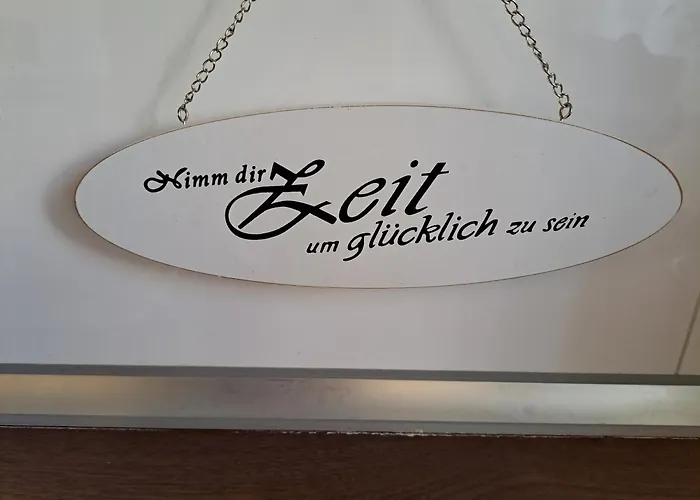 Nimm dir Zeit
um glücklich zu sein